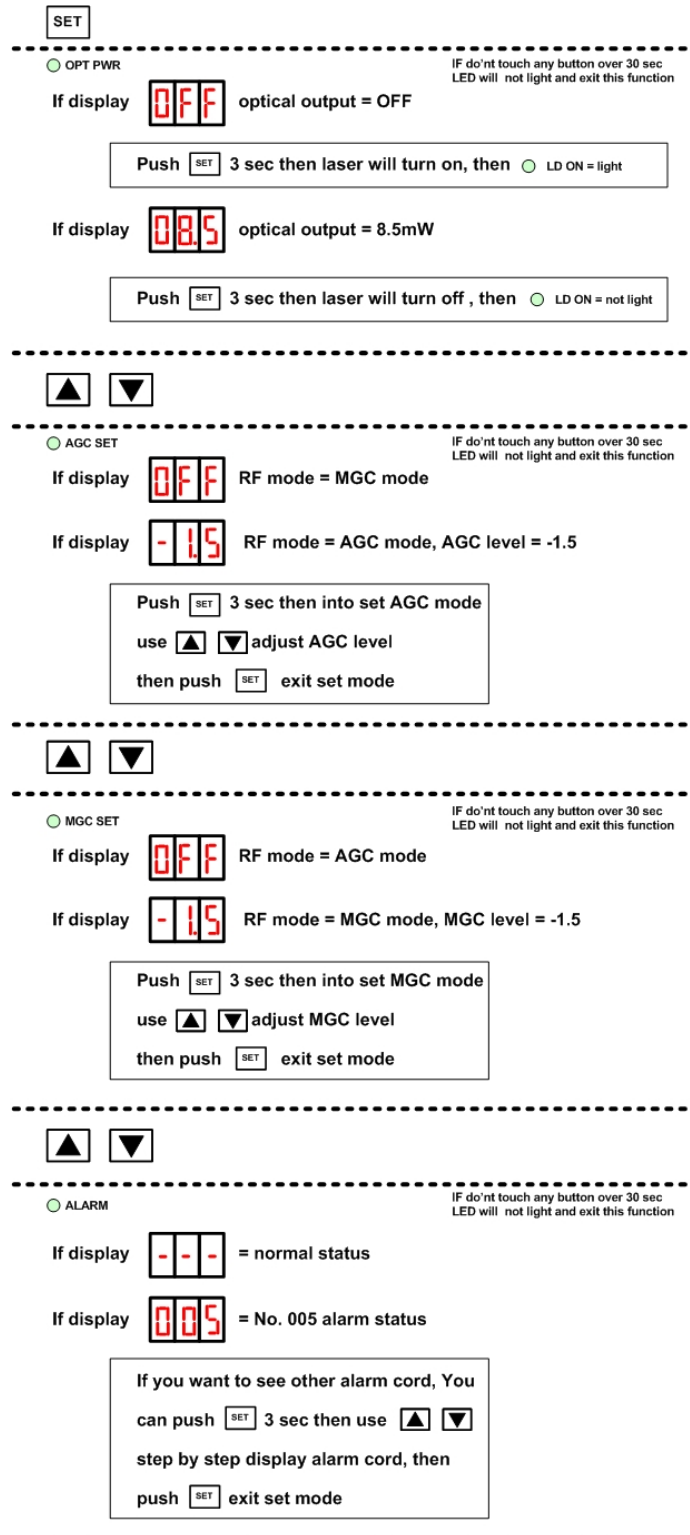 SET
OPT PWR
IF do'nt touch any button over 30 sec
LED will not light and exit this function
If display OFF optical output = OFF
Push SET 3 sec then laser will turn on, then LD ON = light
If display 08.5 optical output = 8.5mW
Push SET 3 sec then laser will turn off , then LD ON = not light
▲ ▼
AGC SET
IF do'nt touch any button over 30 sec
LED will not light and exit this function
If display OFF RF mode = MGC mode
If display - 1.5 RF mode = AGC mode, AGC level = -1.5
Push SET 3 sec then into set AGC mode
use ▲ ▼ adjust AGC level
then push SET exit set mode
▲ ▼
MGC SET
IF do'nt touch any button over 30 sec
LED will not light and exit this function
If display OFF RF mode = AGC mode
If display - 1.5 RF mode = MGC mode, MGC level = -1.5
Push SET 3 sec then into set MGC mode
use ▲ ▼ adjust MGC level
then push SET exit set mode
▲ ▼
ALARM
IF do'nt touch any button over 30 sec
LED will not light and exit this function
If display - - - = normal status
If display 005 = No. 005 alarm status
If you want to see other alarm cord, You
can push SET 3 sec then use ▲ ▼
step by step display alarm cord, then
push SET exit set mode